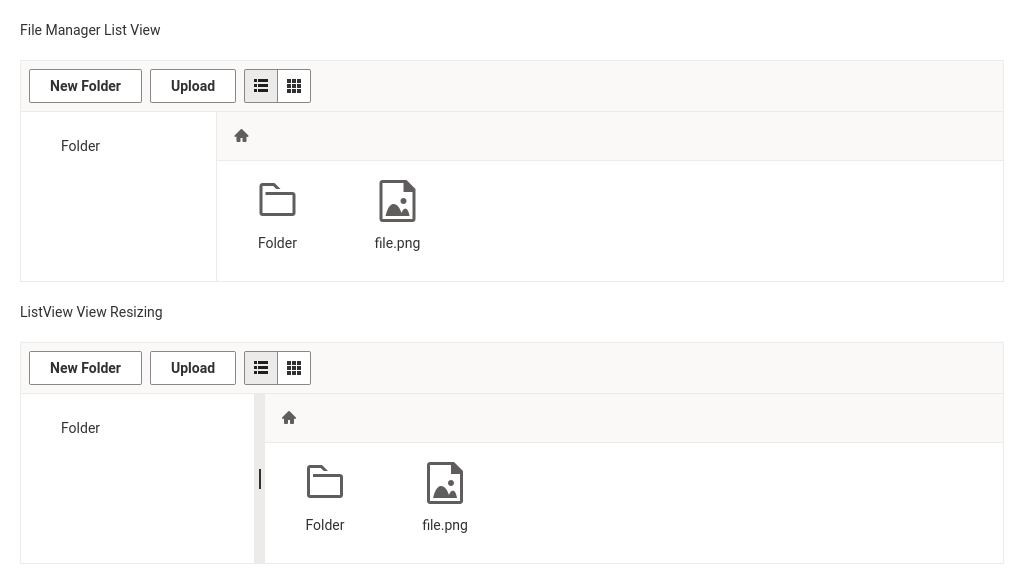 File Manager List View
New Folder Upload
Folder
Folder file.png
ListView View Resizing
New Folder Upload
Folder
Folder file.png